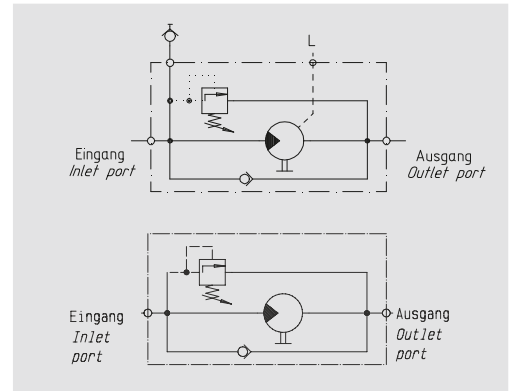 L
Eingang
Inlet port
Ausgang
Outlet port
Eingang
Inlet
port
Ausgang
Outlet
port